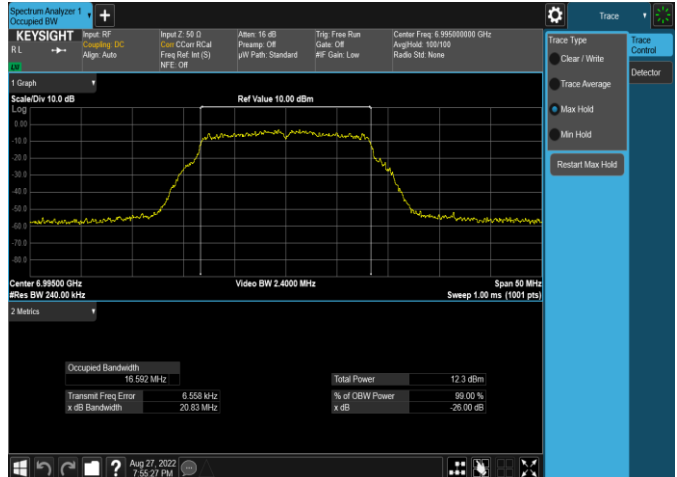 Spectrum Analyzer 1
Occupied BW
Trace
KEYSIGHT
R L
Input: RF
Coupling: DC
Align: Auto
Input Z: 50 Ω
Corr CCorr RCal
Freq Ref: Int (S)
NFE: Off
Atten: 16 dB
Preamp: Off
µW Path: Standard
Trig: Free Run
Gate: Off
#IF Gain: Low
Center Freq: 6.995000000 GHz
Avg|Hold: 100/100
Radio Std: None
Trace Type
Clear / Write
Trace Average
Max Hold
Min Hold
Restart Max Hold
Trace
Control
Detector
1 Graph
Scale/Div 10.0 dB
Ref Value 10.00 dBm
Log
0.00
-10.0
-20.0
-30.0
-40.0
-50.0
-60.0
-70.0
-80.0
Center 6.99500 GHz
#Res BW 240.00 kHz
Video BW 2.4000 MHz
Span 50 MHz
Sweep 1.00 ms (1001 pts)
2 Metrics
Occupied Bandwidth
16.592 MHz
Transmit Freq Error 6.558 kHz
x dB Bandwidth 20.83 MHz
Total Power 12.3 dBm
% of OBW Power 99.00 %
x dB -26.00 dB
Aug 27, 2022
7:55:27 PM